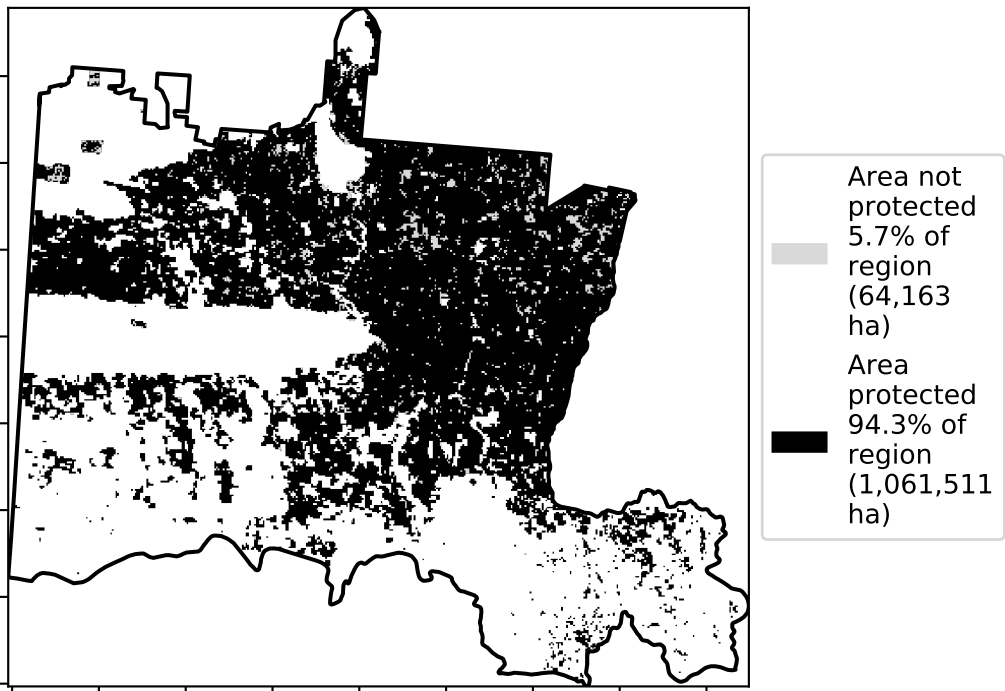 Area not
protected
5.7% of
region
(64,163
ha)
Area
protected
94.3% of
region
(1,061,511
ha)